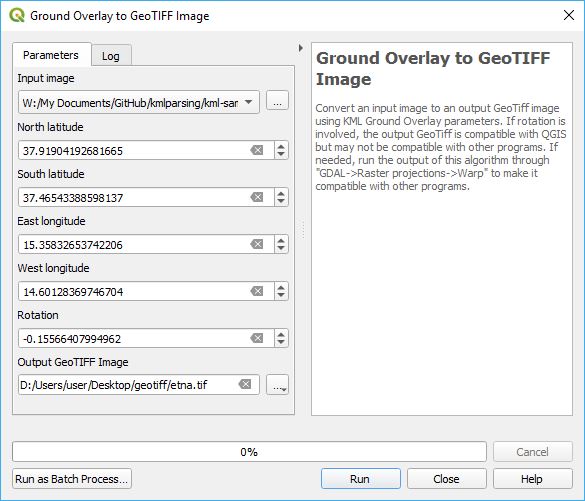 Ground Overlay to GeoTIFF Image
Parameters
Log
Input image
W:/My Documents/GitHub/kmlparsing/kml-sar
...
North latitude
37.91904192681665
South latitude
37.46543388598137
East longitude
15.35832653742206
West longitude
14.60128369746704
Rotation
-0.15566407994962
Output GeoTIFF Image
D:/Users/user/Desktop/geotiff/etna.tif
...
Ground Overlay to GeoTIFF
Image
Convert an input image to an output GeoTiff image
using KML Ground Overlay parameters. If rotation is
involved, the output GeoTiff is compatible with QGIS
but may not be compatible with other programs. If
needed, run the output of this algorithm through
"GDAL->Raster projections->Warp" to make it
compatible with other programs.
0%
Cancel
Run as Batch Process...
Run
Close
Help